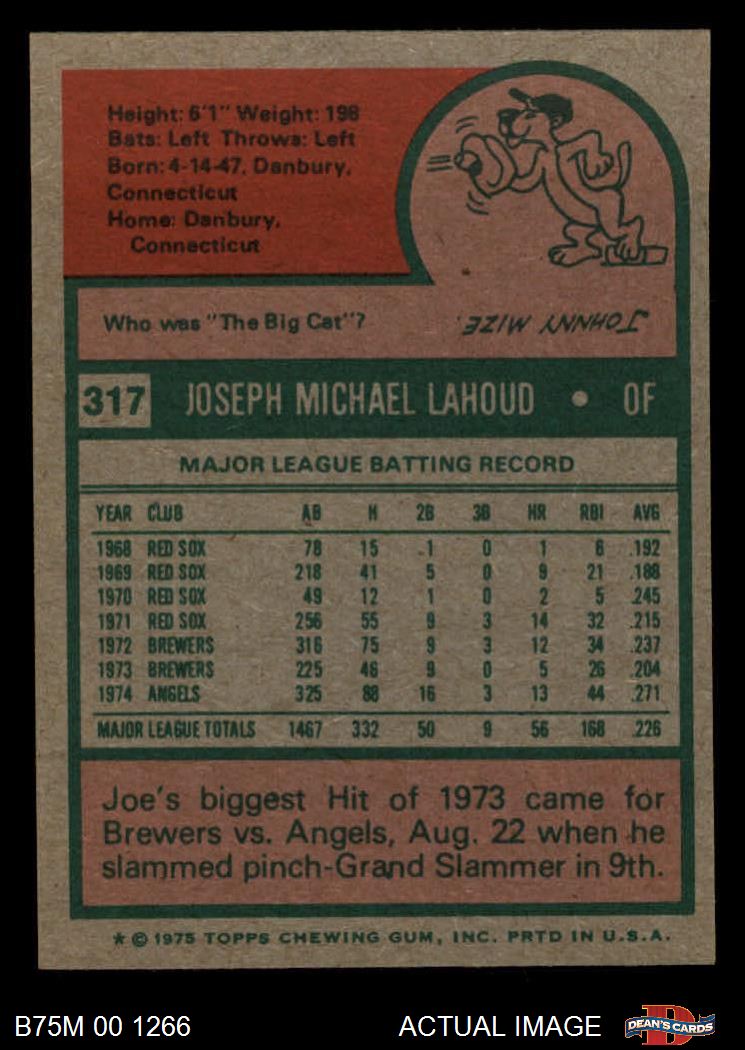 Height: 6'1" Weight: 198
Bats: Left Throws: Left
Born: 4-14-47, Danbury,
Connecticut
Home: Danbury,
Connecticut
Who was "The Big Cat"?
JOHNNY MIZE.
317 JOSEPH MICHAEL LAHOUD • OF
MAJOR LEAGUE BATTING RECORD
YEAR CLUB AB H 2B 3B HR RBI AVG
1968 RED SOX 78 15 1 0 1 6 .192
1969 RED SOX 218 41 5 0 9 21 .188
1970 RED SOX 49 12 1 0 2 5 .245
1971 RED SOX 256 55 9 3 14 32 .215
1972 BREWERS 316 75 9 3 12 34 .237
1973 BREWERS 225 46 9 0 5 26 .204
1974 ANGELS 325 88 16 3 13 44 .271
MAJOR LEAGUE TOTALS 1467 332 50 9 56 168 .226
Joe's biggest Hit of 1973 came for
Brewers vs. Angels, Aug. 22 when he
slammed pinch-Grand Slammer in 9th.
★ © 1975 TOPPS CHEWING GUM, INC. PRTD IN U.S.A.
B75M 00 1266 ACTUAL IMAGE
DEAN'S CARDS